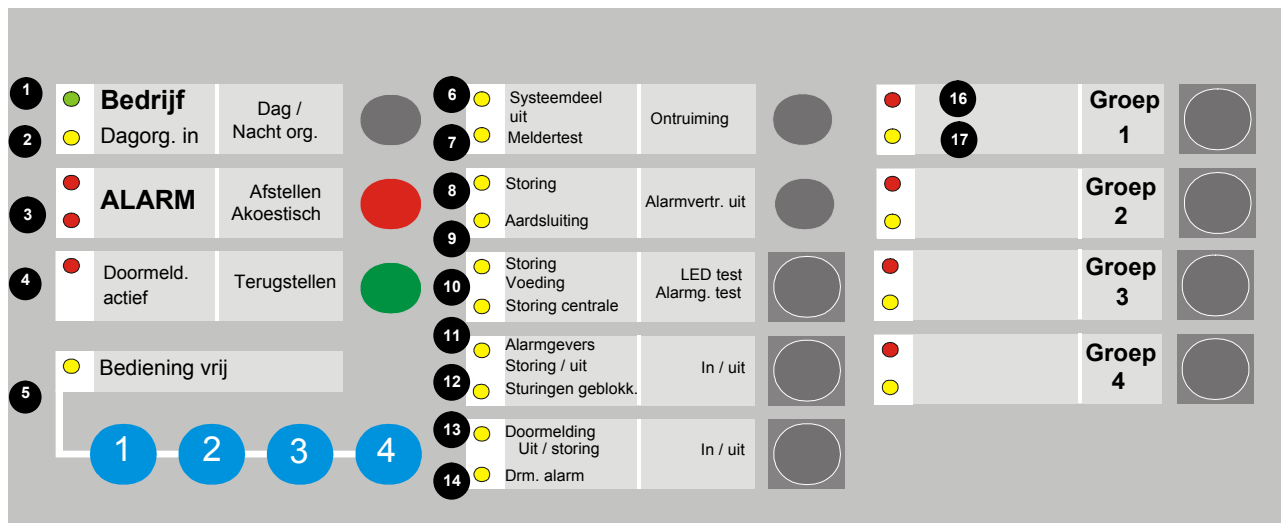 1
Bedrijf
Dag /
Nacht org.
2
Dagorg. in
3
ALARM
Afstellen
Akoestisch
4
Doormeld.
actief
Terugstellen
5
Bediening vrij
1 2 3 4
6
Systeemdeel
uit
7
Meldertest
Ontruiming
8
Storing
9
Aardsluiting
Alarmvertr. uit
10
Storing
Voeding
Storing centrale
LED test
Alarmg. test
11
Alarmgevers
Storing / uit
12
Sturingen geblokk.
In / uit
13
Doormelding
Uit / storing
14
Drm. alarm
In / uit
16
17
Groep
1
Groep
2
Groep
3
Groep
4